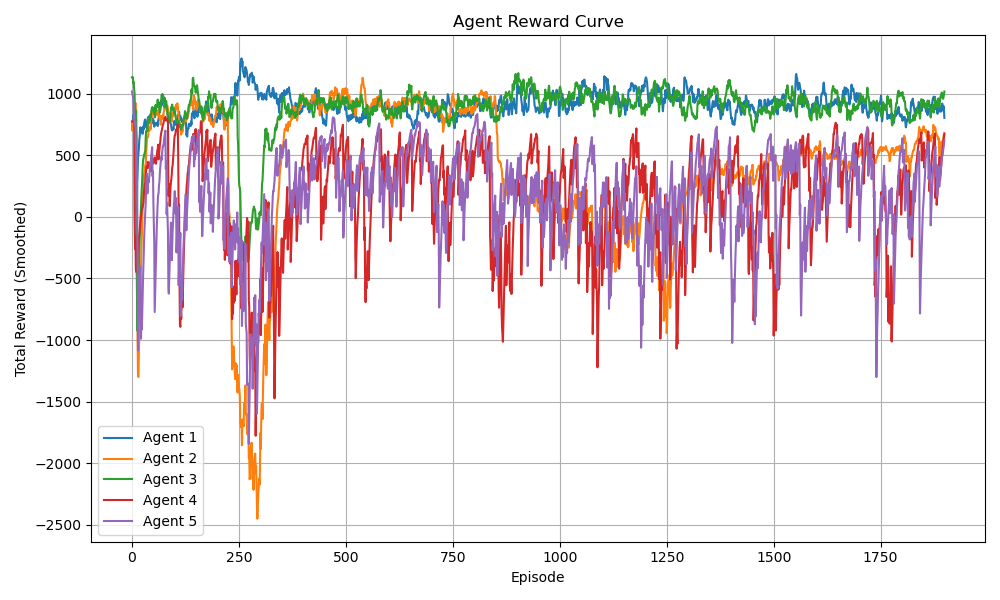 Agent Reward Curve
Total Reward (Smoothed)
1000
500
0
−500
−1000
−1500
−2000
−2500
Agent 1
Agent 2
Agent 3
Agent 4
Agent 5
0 250 500 750 1000 1250 1500 1750
Episode